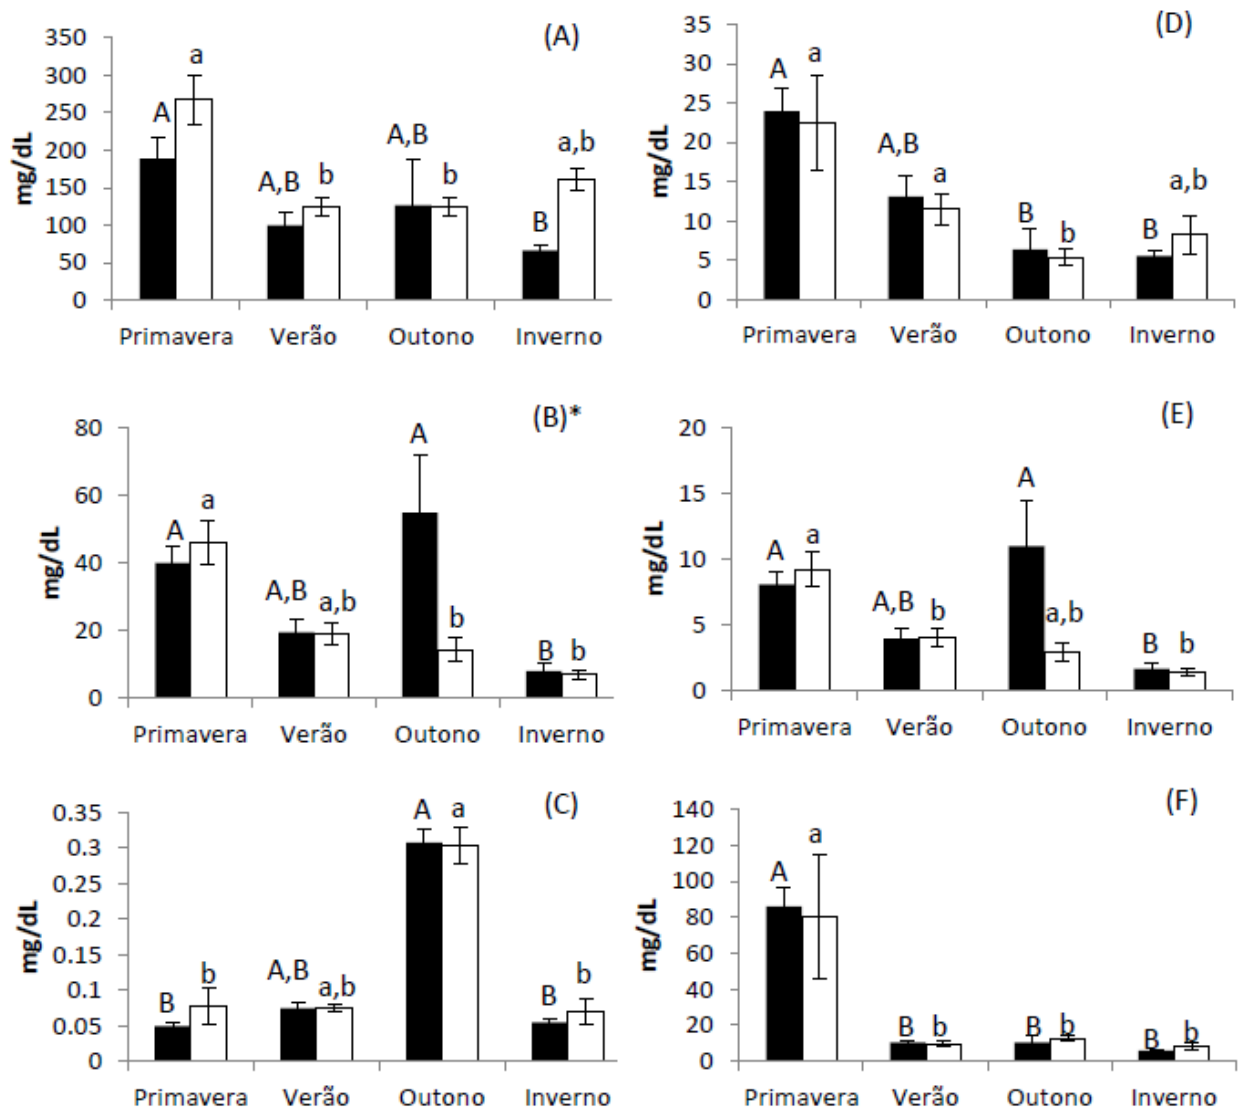 (A)
mg/dL
350
300
250
200
150
100
50
0
A
a
A,B
b
A,B
b
B
a,b
Primavera
Verão
Outono
Inverno
(D)
mg/dL
35
30
25
20
15
10
5
0
A
a
A,B
a
B
b
B
a,b
Primavera
Verão
Outono
Inverno
(B)*
mg/dL
80
60
40
20
0
A
a
A,B
a,b
A
b
B
b
Primavera
Verão
Outono
Inverno
(E)
mg/dL
20
15
10
5
0
A
a
A,B
b
A
a,b
B
b
Primavera
Verão
Outono
Inverno
(C)
mg/dL
0.35
0.3
0.25
0.2
0.15
0.1
0.05
0
B
b
A,B
a,b
A
a
B
b
Primavera
Verão
Outono
Inverno
(F)
mg/dL
140
120
100
80
60
40
20
0
A
a
B
b
B
b
B
b
Primavera
Verão
Outono
Inverno